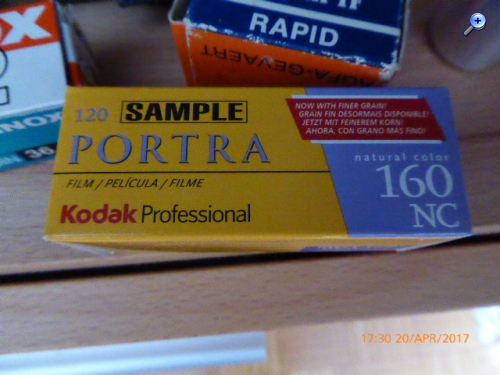 RAPID
AGFA-GEVAERT
120 SAMPLE
PORTRA
FILM / PELÍCULA / FILME
Kodak Professional
NOW WITH FINER GRAIN!
GRAIN FIN DESORMAIS DISPONIBLE!
JETZT MIT FEINEREM KORN!
AHORA, CON GRANO MAS FINO!
natural color
160
NC
36
17:30 20/APR/2017